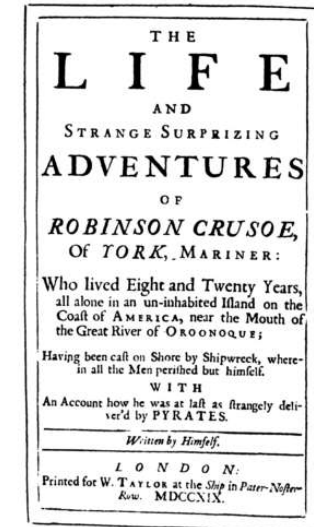 THE
LIFE
AND
STRANGE SURPRIZING
ADVENTURES
OF
ROBINSON CRUSOE,
Of YORK, MARINER:
Who lived Eight and Twenty Years,
all alone in an un-inhabited Iſland on the
Coaſt of AMERICA, near the Mouth of
the Great River of OROONOQUE;
Having been caſt on Shore by Shipwreck, where-
in all the Men periſhed but himſelf.
WITH
An Account how he was at laſt as ſtrangely deli-
ver'd by PYRATES.
Written by Himſelf.
LONDON:
Printed for W. TAYLOR at the Ship in Pater-Noſter-
Row. MDCCXIX.